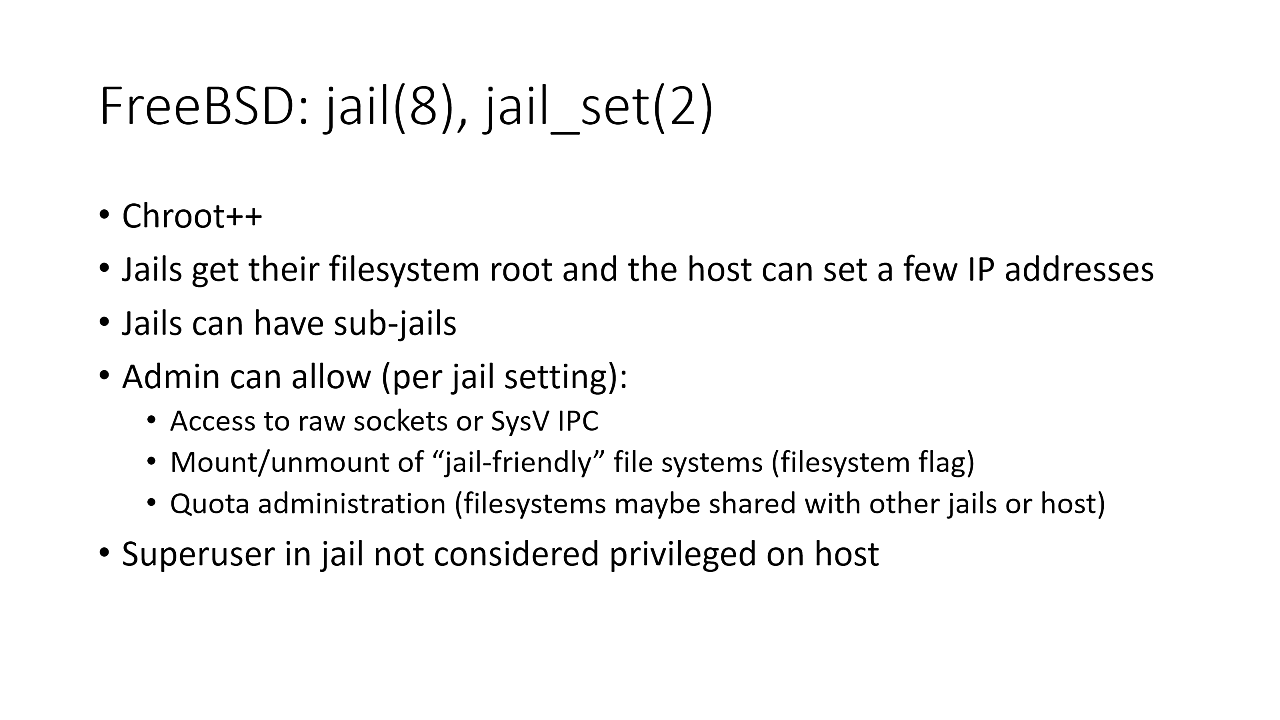 FreeBSD: jail(8), jail_set(2)
• Chroot++
• Jails get their filesystem root and the host can set a few IP addresses
• Jails can have sub-jails
• Admin can allow (per jail setting):
• Access to raw sockets or SysV IPC
• Mount/unmount of “jail-friendly” file systems (filesystem flag)
• Quota administration (filesystems maybe shared with other jails or host)
• Superuser in jail not considered privileged on host